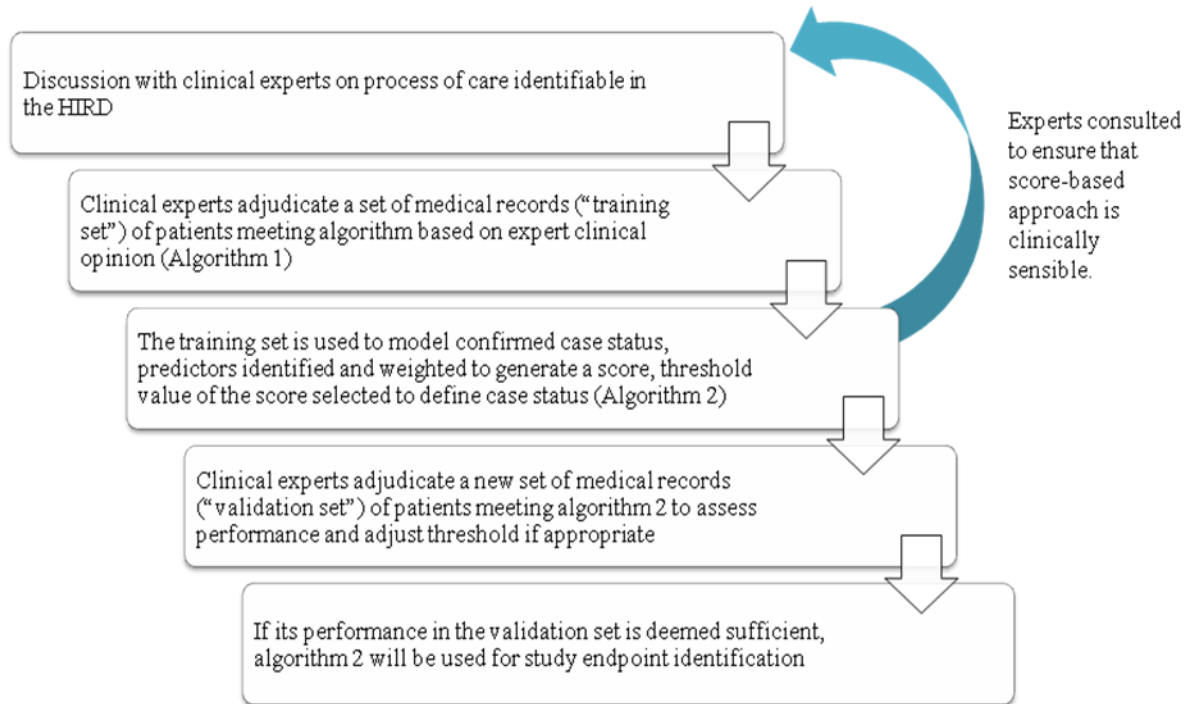 Discussion with clinical experts on process of care identifiable in
the HIRD
Experts consulted
to ensure that
score-based
approach is
clinically
sensible.
Clinical experts adjudicate a set of medical records (“training
set”) of patients meeting algorithm based on expert clinical
opinion (Algorithm 1)
The training set is used to model confirmed case status,
predictors identified and weighted to generate a score, threshold
value of the score selected to define case status (Algorithm 2)
Clinical experts adjudicate a new set of medical records
(“validation set”) of patients meeting algorithm 2 to assess
performance and adjust threshold if appropriate
If its performance in the validation set is deemed sufficient,
algorithm 2 will be used for study endpoint identification